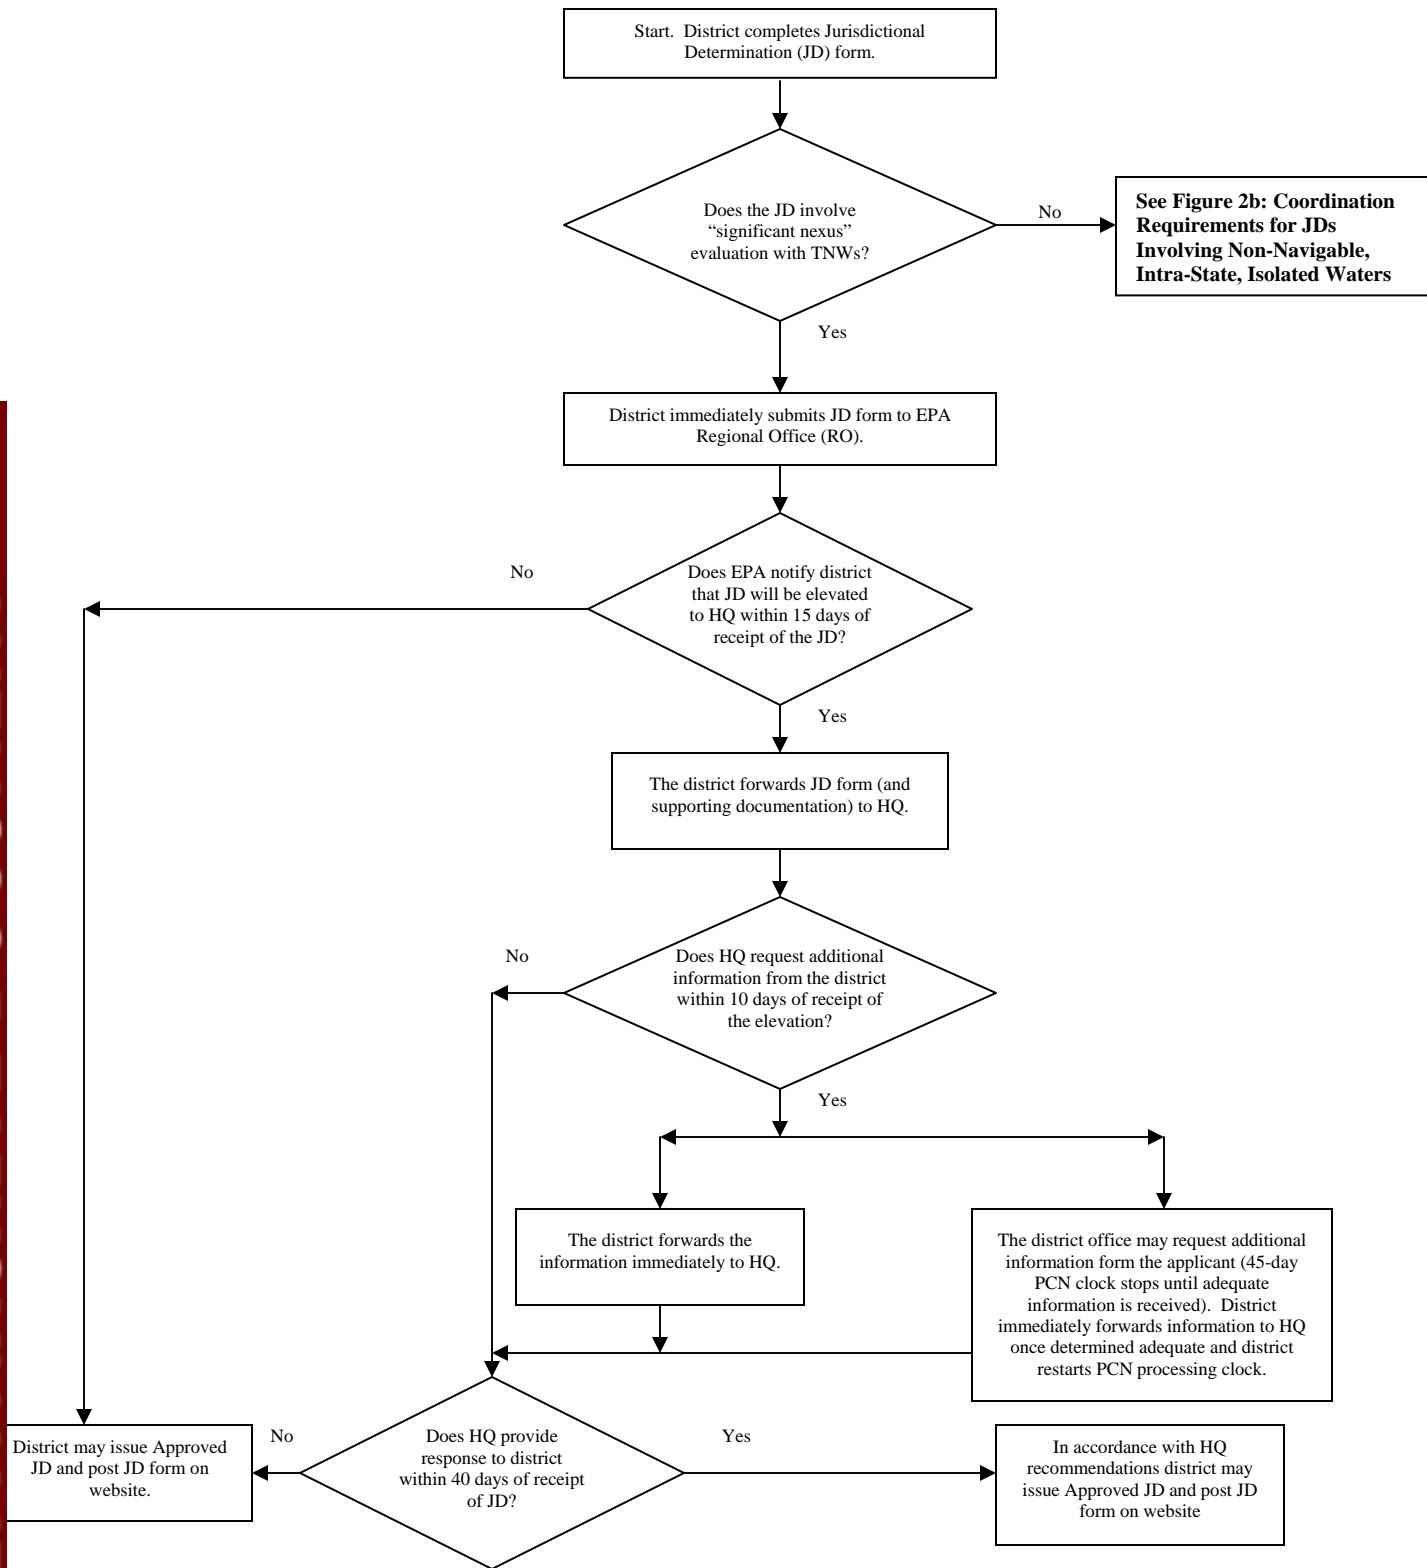 Start.  District completes Jurisdictional
Determination (JD) form.
Does the JD involve
“significant nexus”
evaluation with TNWs?
No
See Figure 2b: Coordination
Requirements for JDs
Involving Non-Navigable,
Intra-State, Isolated Waters
Yes
District immediately submits JD form to EPA
Regional Office (RO).
No
Does EPA notify district
that JD will be elevated
to HQ within 15 days of
receipt of the JD?
Yes
The district forwards JD form (and
supporting documentation) to HQ.
No
Does HQ request additional
information from the district
within 10 days of receipt of
the elevation?
Yes
The district forwards the
information immediately to HQ.
The district office may request additional
information form the applicant (45-day
PCN clock stops until adequate
information is received).  District
immediately forwards information to HQ
once determined adequate and district
restarts PCN processing clock.
District may issue Approved
JD and post JD form on
website.
No
Does HQ provide
response to district
within 40 days of receipt
of JD?
Yes
In accordance with HQ
recommendations district may
issue Approved JD and post JD
form on website